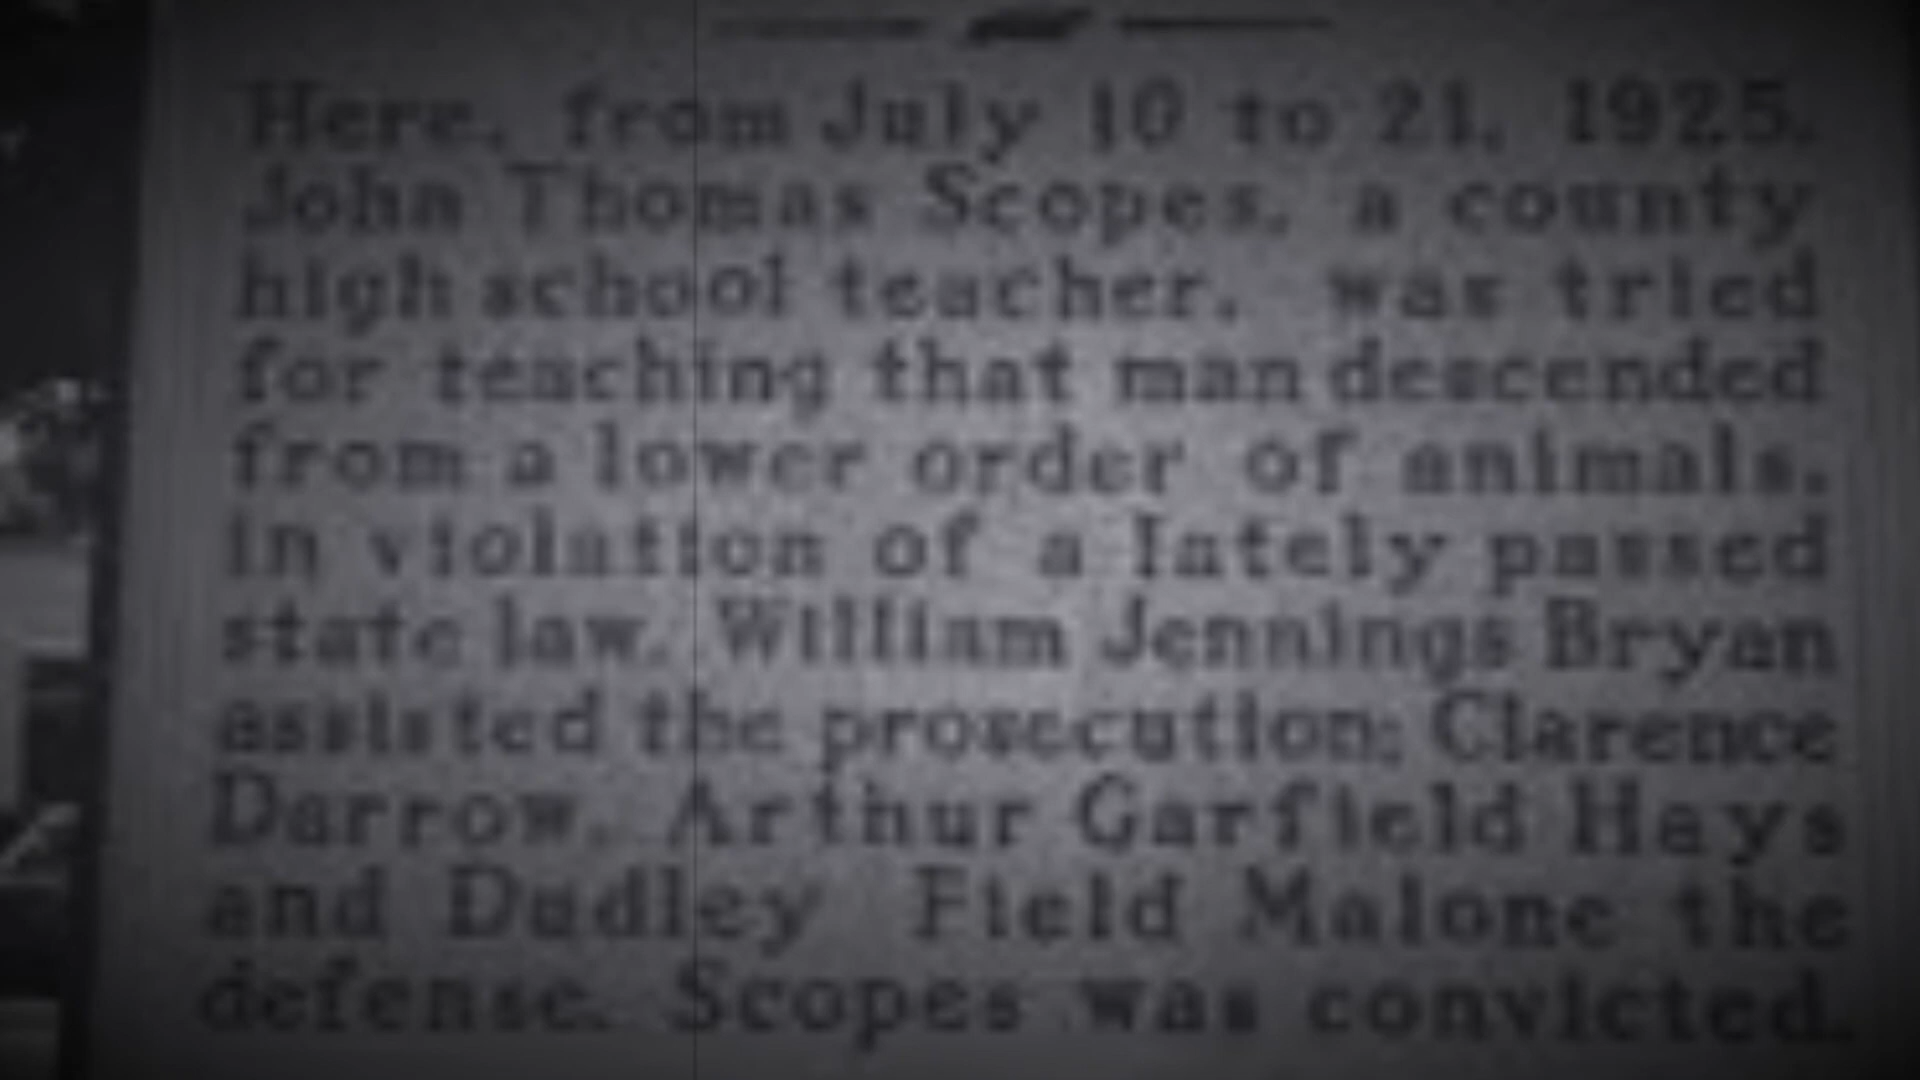 Here, from July 10 to 21, 1925,
John Thomas Scopes, a county
high school teacher, was tried
for teaching that man descended
from a lower order of animals,
in violation of a lately passed
state law. William Jennings Bryan
assisted the prosecution; Clarence
Darrow, Arthur Garfield Hays
and Dudley Field Malone the
defense. Scopes was convicted.